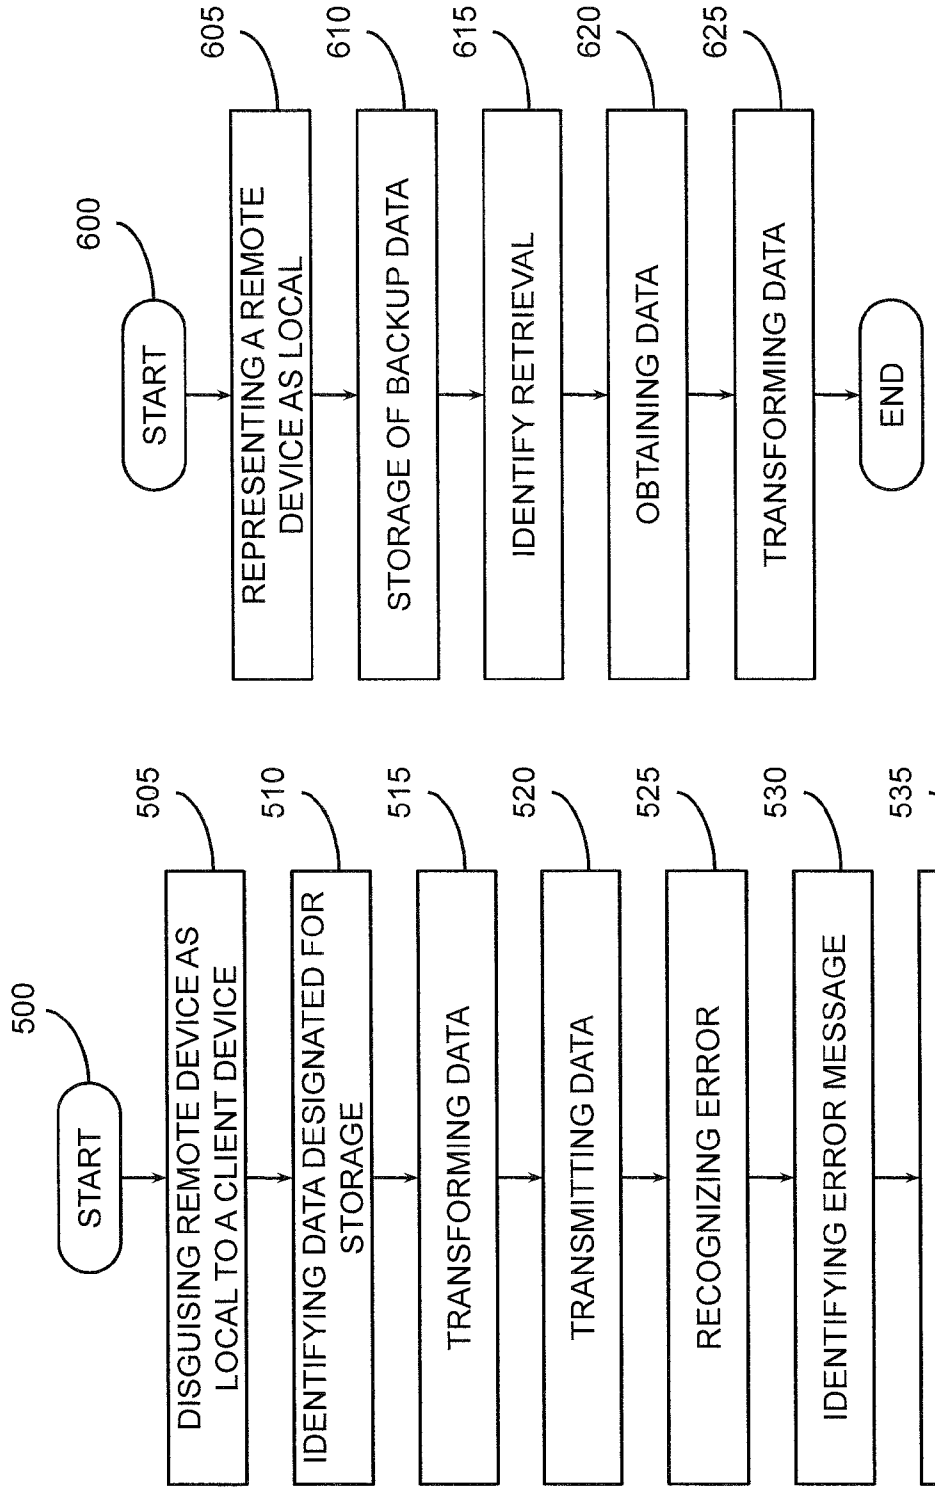 500
START
505
DISGUISING REMOTE DEVICE AS
LOCAL TO A CLIENT DEVICE
510
IDENTIFYING DATA DESIGNATED FOR
STORAGE
515
TRANSFORMING DATA
520
TRANSMITTING DATA
525
RECOGNIZING ERROR
530
IDENTIFYING ERROR MESSAGE
535
600
START
605
REPRESENTING A REMOTE
DEVICE AS LOCAL
610
STORAGE OF BACKUP DATA
615
IDENTIFY RETRIEVAL
620
OBTAINING DATA
625
TRANSFORMING DATA
END